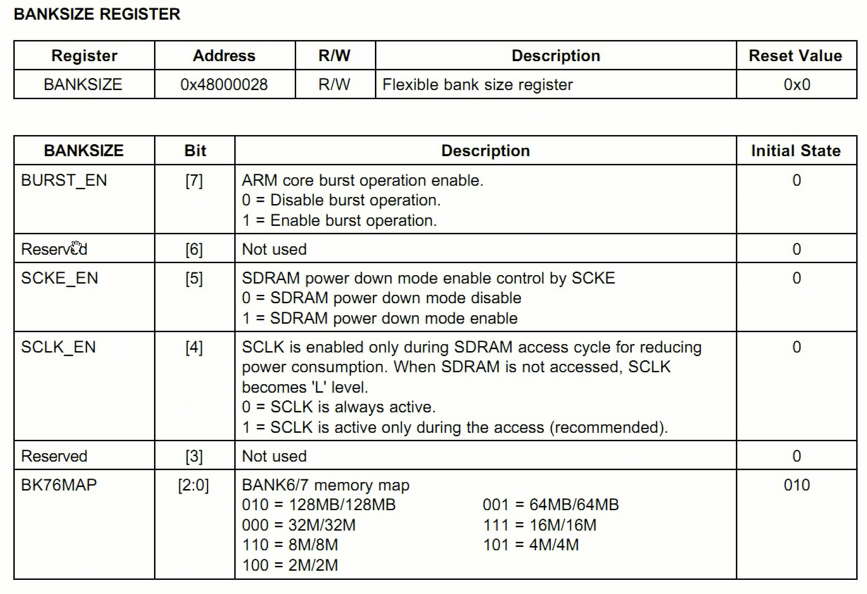 BANKSIZE REGISTER
Register Address R/W Description Reset Value
BANKSIZE 0x48000028 R/W Flexible bank size register 0x0
BANKSIZE Bit Description Initial State
BURST_EN [7] ARM core burst operation enable. 0
0 = Disable burst operation.
1 = Enable burst operation.
Reserved [6] Not used 0
SCKE_EN [5] SDRAM power down mode enable control by SCKE 0
0 = SDRAM power down mode disable
1 = SDRAM power down mode enable
SCLK_EN [4] SCLK is enabled only during SDRAM access cycle for reducing 0
power consumption. When SDRAM is not accessed, SCLK
becomes 'L' level.
0 = SCLK is always active.
1 = SCLK is active only during the access (recommended).
Reserved [3] Not used 0
BK76MAP [2:0] BANK6/7 memory map 010
010 = 128MB/128MB 001 = 64MB/64MB
000 = 32M/32M 111 = 16M/16M
110 = 8M/8M 101 = 4M/4M
100 = 2M/2M